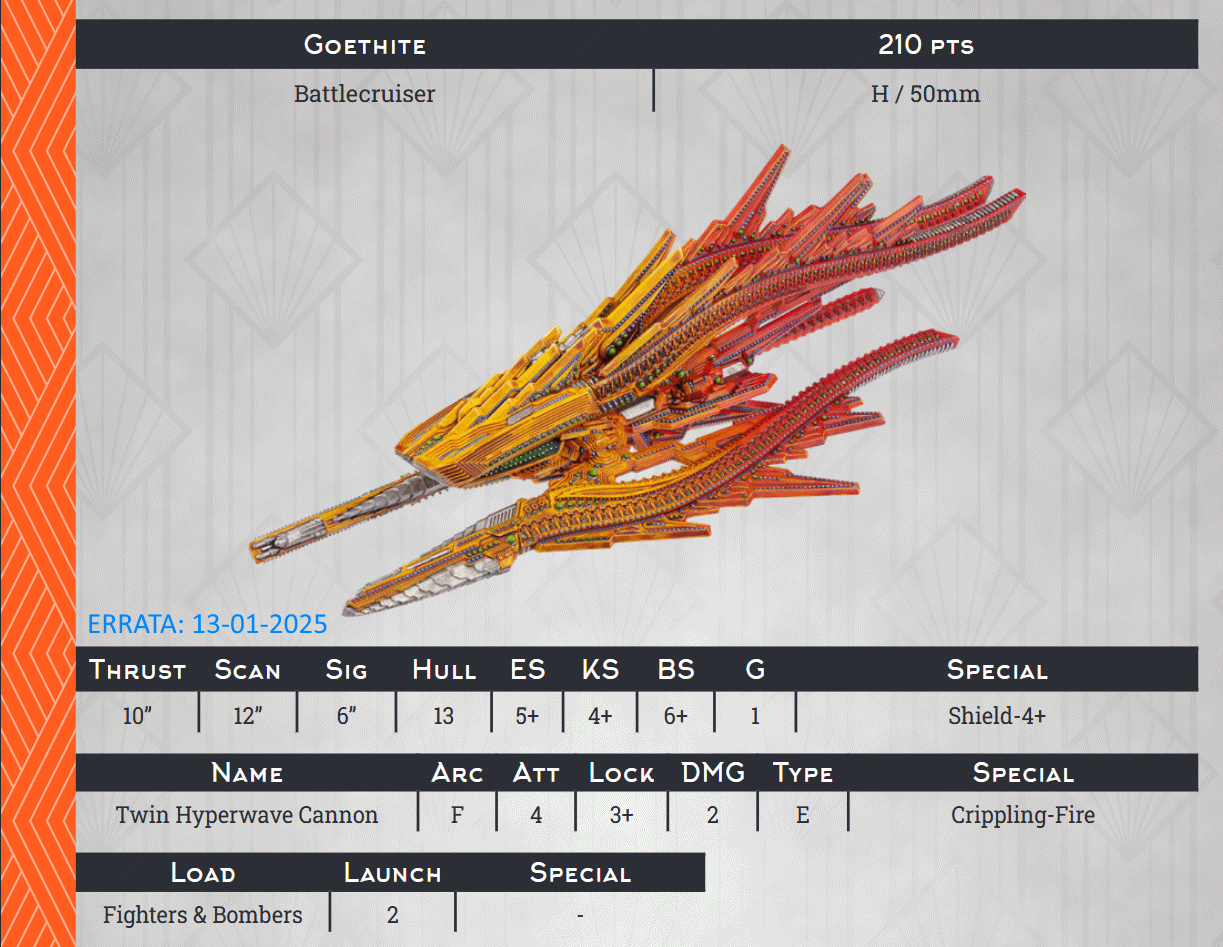 Goethite 210 pts
Battlecruiser H / 50mm
ERRATA: 13-01-2025
Thrust Scan Sig Hull ES KS BS G Special
10” 12” 6” 13 5+ 4+ 6+ 1 Shield-4+
Name Arc Att Lock DMG Type Special
Twin Hyperwave Cannon F 4 3+ 2 E Crippling-Fire
Load Launch Special
Fighters & Bombers 2 -